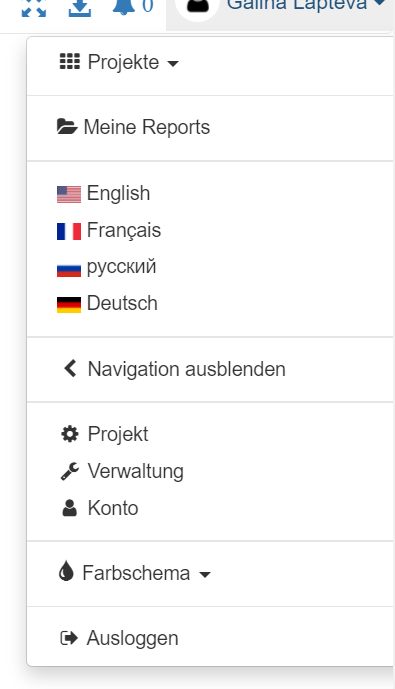 0 Galina Lapteva
Projekte
Meine Reports
English
Français
русский
Deutsch
Navigation ausblenden
Projekt
Verwaltung
Konto
Farbschema
Ausloggen